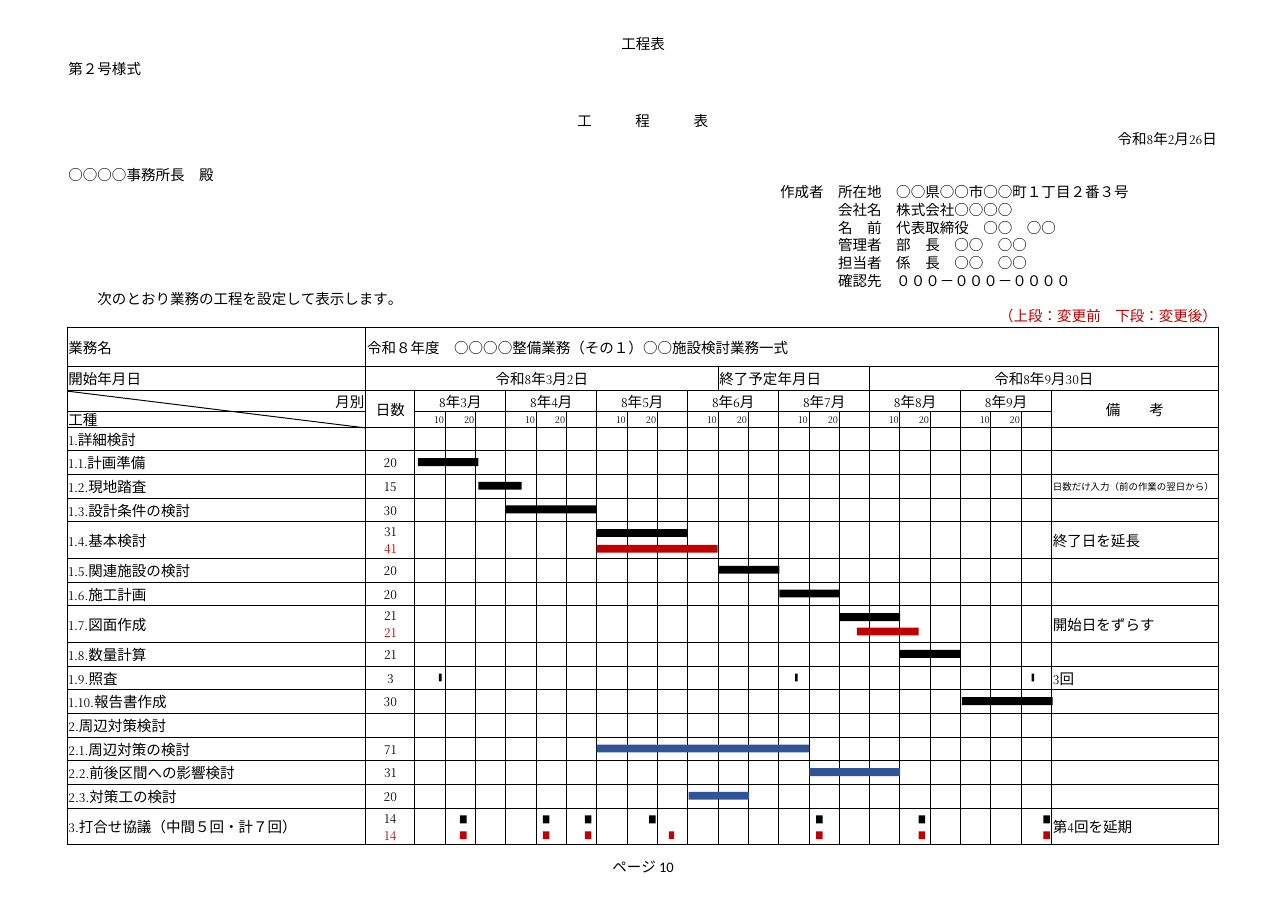 工程表
第２号様式
工　　　程　　　表
令和8年2月26日
〇〇〇〇事務所長　殿
作成者　所在地　〇〇県〇〇市〇〇町１丁目２番３号
会社名　株式会社〇〇〇〇
名　前　代表取締役　〇〇　〇〇
管理者　部　長　〇〇　〇〇
担当者　係　長　〇〇　〇〇
確認先　０００－０００－００００
次のとおり業務の工程を設定して表示します。
（上段：変更前　下段：変更後）
業務名　令和８年度　〇〇〇〇整備業務（その１）〇〇施設検討業務一式
開始年月日　令和8年3月2日　終了予定年月日　令和8年9月30日
月別　日数　8年3月　8年4月　8年5月　8年6月　8年7月　8年8月　8年9月　備　　考
工種　10　20　10　20　10　20　10　20　10　20　10　20　10　20
1.詳細検討
1.1.計画準備　20
1.2.現地踏査　15　日数だけ入力（前の作業の翌日から）
1.3.設計条件の検討　30
1.4.基本検討　31　41　終了日を延長
1.5.関連施設の検討　20
1.6.施工計画　20
1.7.図面作成　21　21　開始日をずらす
1.8.数量計算　21
1.9.照査　3　3回
1.10.報告書作成　30
2.周辺対策検討
2.1.周辺対策の検討　71
2.2.前後区間への影響検討　31
2.3.対策工の検討　20
3.打合せ協議（中間５回・計７回）　14　14　第4回を延期
ページ 10